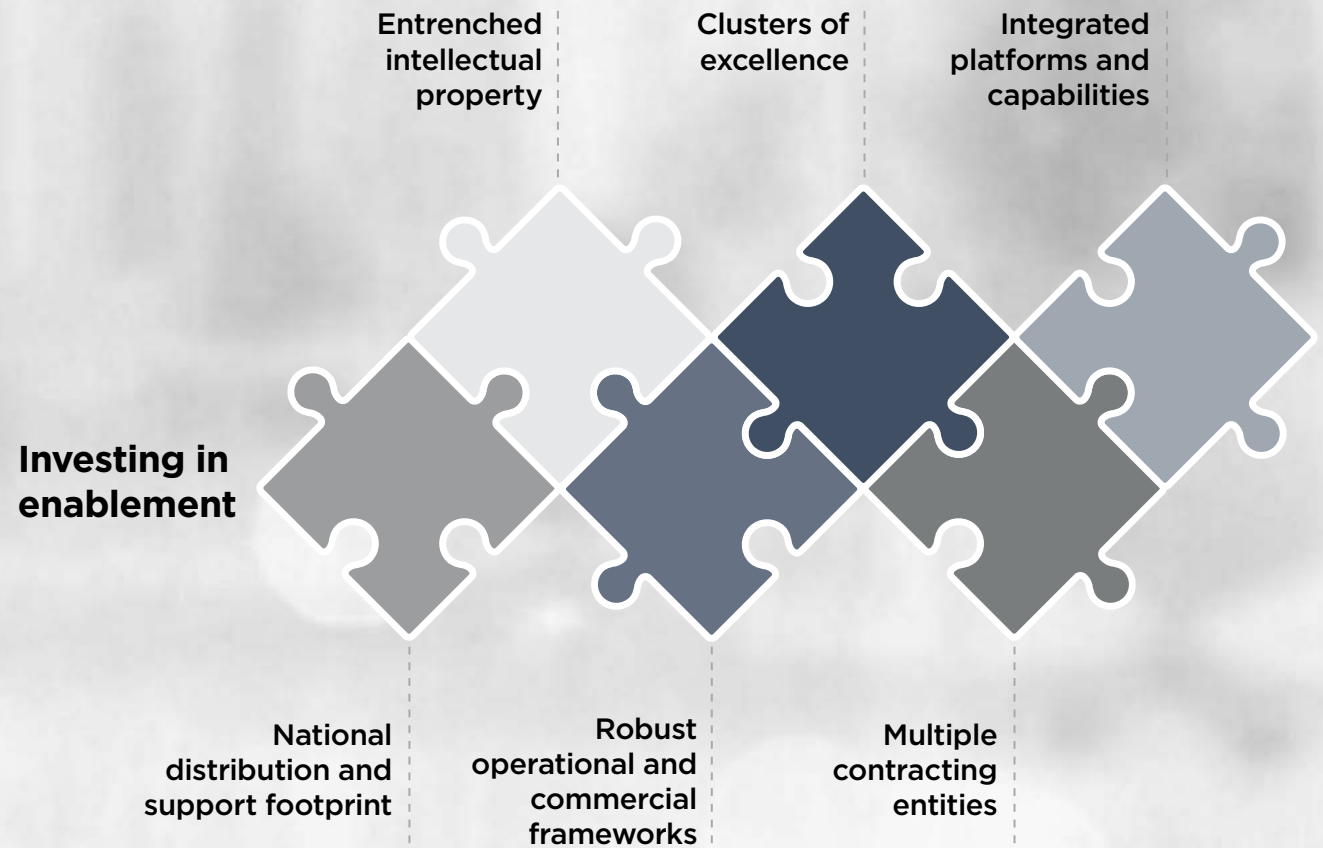 Entrenched
intellectual
property
Clusters of
excellence
Integrated
platforms and
capabilities
Investing in
enablement
National
distribution and
support footprint
Robust
operational and
commercial
frameworks
Multiple
contracting
entities